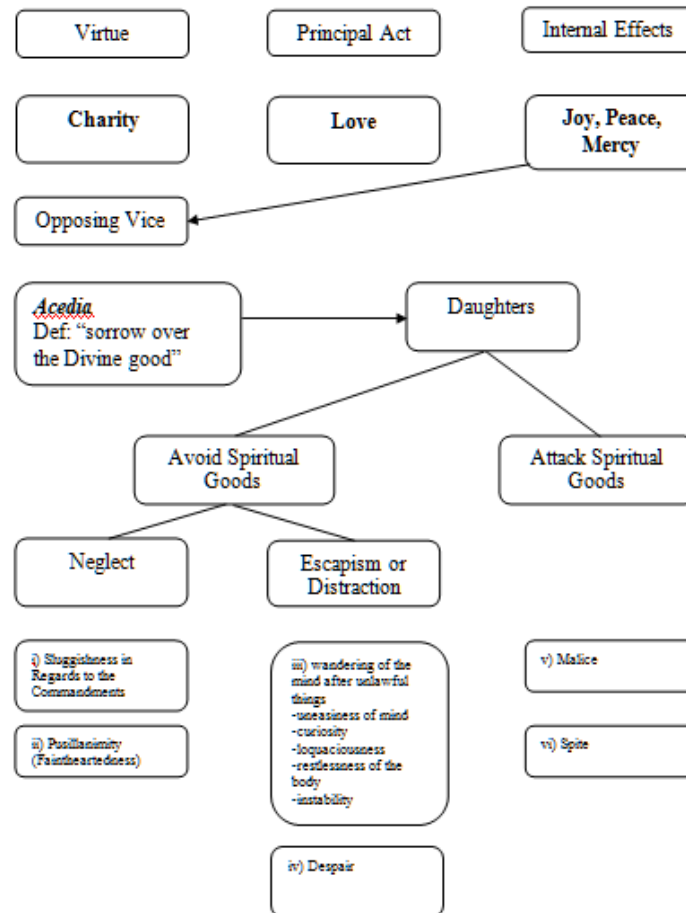 Virtue
Principal Act
Internal Effects
Charity
Love
Joy, Peace,
Mercy
Opposing Vice
Acedia
Def: “sorrow over
the Divine good”
Daughters
Avoid Spiritual
Goods
Attack Spiritual
Goods
Neglect
Escapism or
Distraction
i) Sluggishness in
Regards to the
Commandments
ii) Pusillanimity
(Faintheartedness)
iii) wandering of the
mind after unlawful
things
-uneasiness of mind
-curiosity
-loquaciousness
-restlessness of the
body
-instability
iv) Despair
v) Malice
vi) Spite